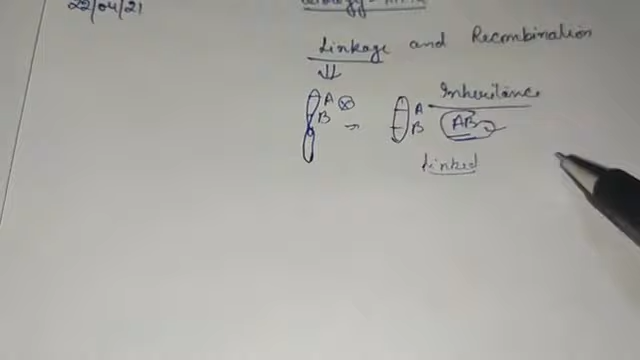 22/04/21
Linkage and Recombination
Inheritance
A
B
A
B
AB
Linked